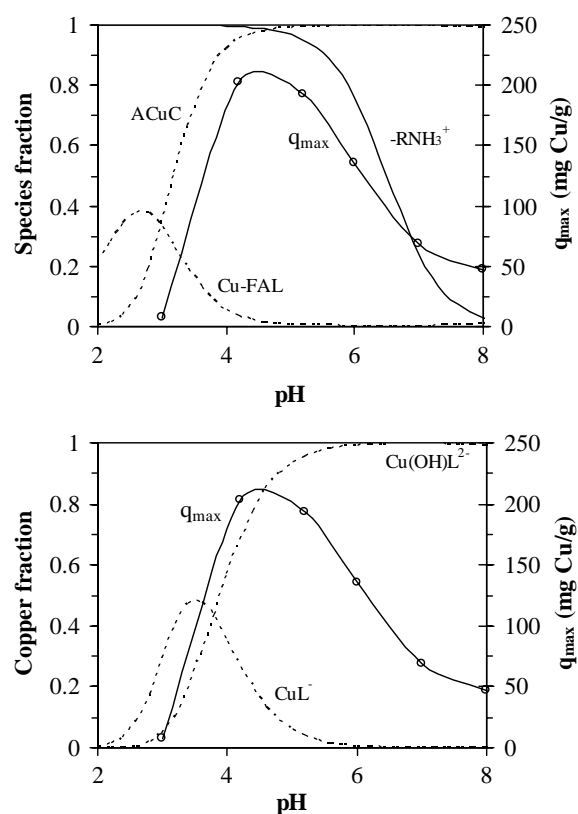 1 250
ACuC
0.8 200
-RNH₃⁺
qmax
0.6 150
0.4 100
Cu-FAL
0.2 50
0 0
2 4 6 8
pH
Species fraction
qmax (mg Cu/g)
1 250
Cu(OH)L²⁻
0.8 200
qmax
0.6 150
0.4 100
CuL⁻
0.2 50
0 0
2 4 6 8
pH
Copper fraction
qmax (mg Cu/g)